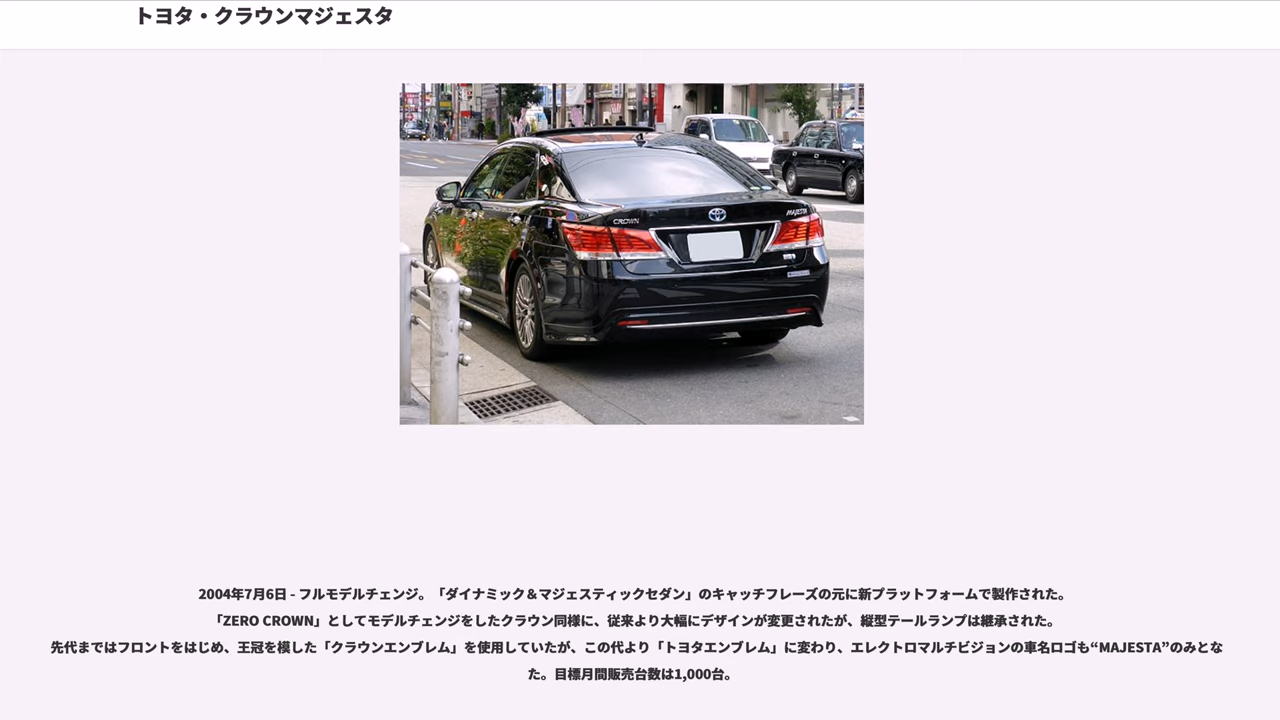 トヨタ・クラウンマジェスタ
CROWN
MAJESTA
2004年7月6日 - フルモデルチェンジ。「ダイナミック＆マジェスティックセダン」のキャッチフレーズの元に新プラットフォームで製作された。
「ZERO CROWN」としてモデルチェンジをしたクラウン同様に、従来より大幅にデザインが変更されたが、縦型テールランプは継承された。
先代まではフロントをはじめ、王冠を模した「クラウンエンブレム」を使用していたが、この代より「トヨタエンブレム」に変わり、エレクトロマルチビジョンの車名ロゴも“MAJESTA”のみとな
た。目標月間販売台数は1,000台。